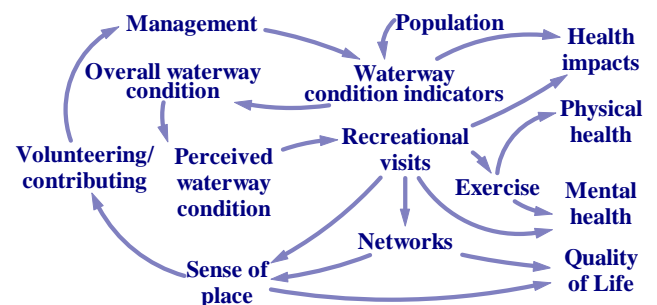 Management
Population
Health
impacts
Overall waterway
condition
Waterway
condition indicators
Physical
health
Recreational
visits
Volunteering/
contributing
Perceived
waterway
condition
Exercise
Mental
health
Networks
Quality
of Life
Sense of
place